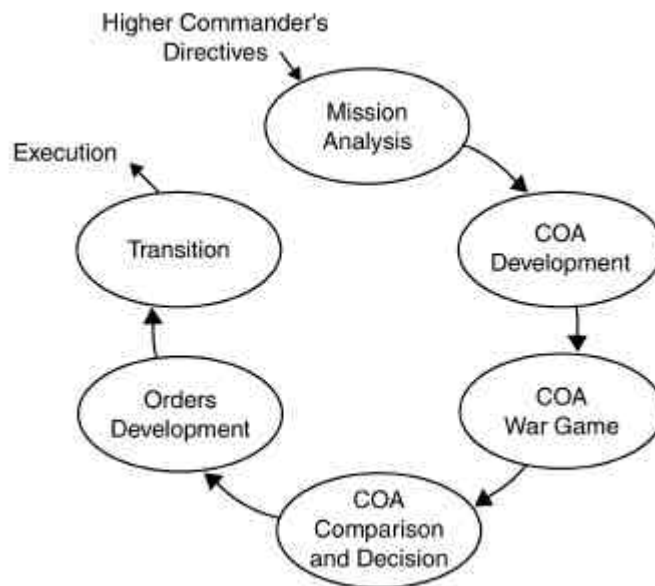 Higher Commander's
Directives
Mission
Analysis
COA
Development
COA
War Game
COA
Comparison
and Decision
Orders
Development
Transition
Execution